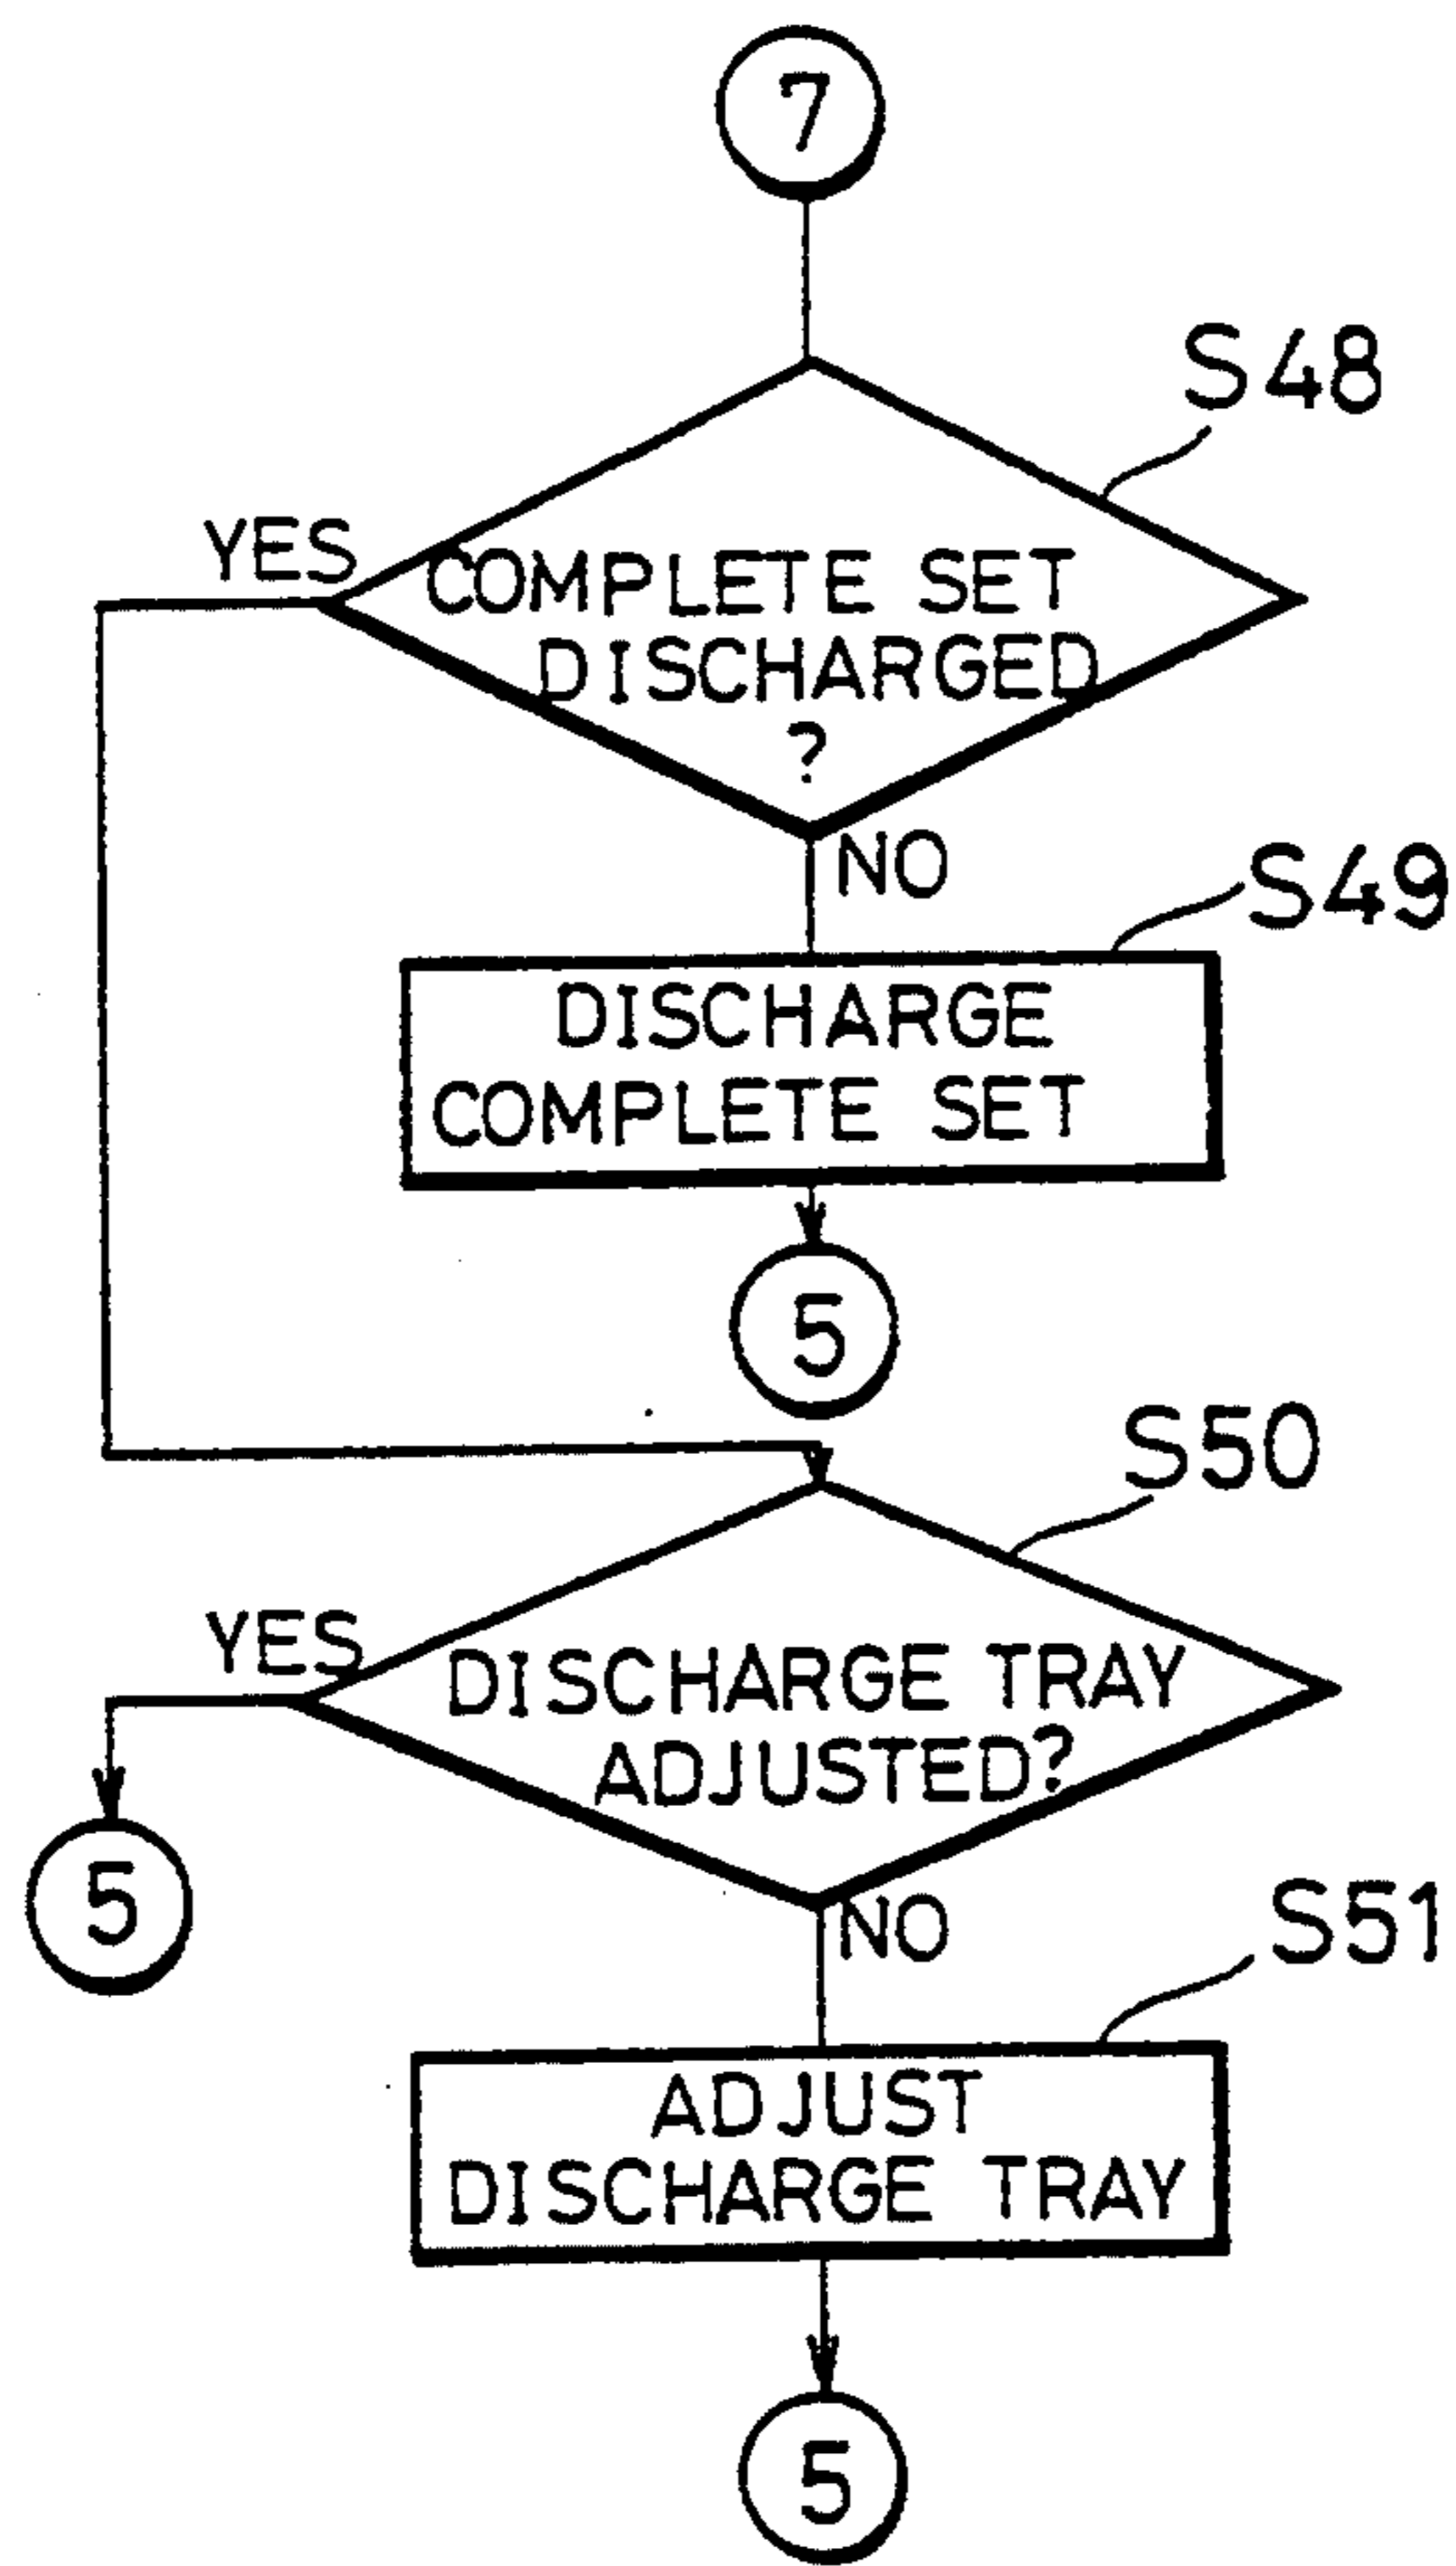 7
S48
YES
COMPLETE SET
DISCHARGED
?
NO
S49
DISCHARGE
COMPLETE SET
5
S50
YES
DISCHARGE TRAY
ADJUSTED?
5
NO
S51
ADJUST
DISCHARGE TRAY
5